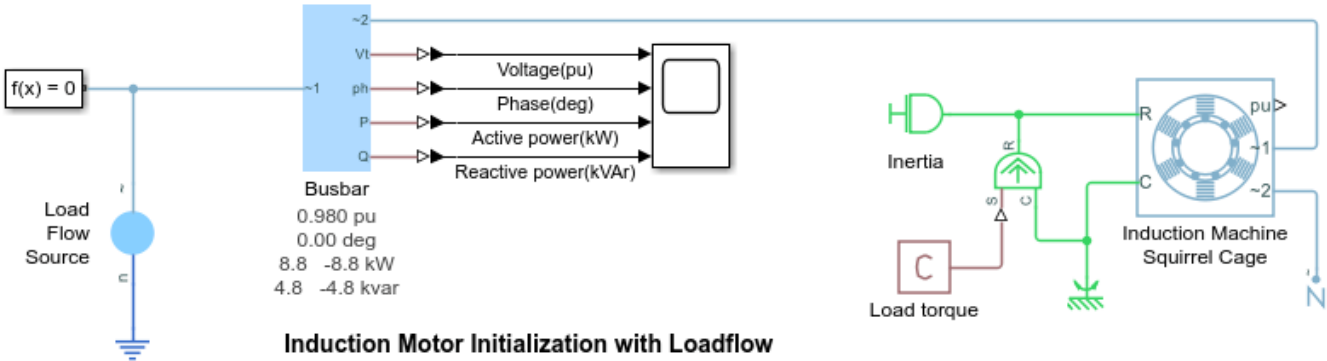 f(x) = 0
Load
Flow
Source
~
n
~1
~2
Vt
ph
P
Q
Busbar
0.980 pu
0.00 deg
8.8 -8.8 kW
4.8 -4.8 kvar
Voltage(pu)
Phase(deg)
Active power(kW)
Reactive power(kVAr)
Inertia
R
S
C
C
Load torque
R
C
pu
~1
~2
Induction Machine
Squirrel Cage
~
N
Induction Motor Initialization with Loadflow